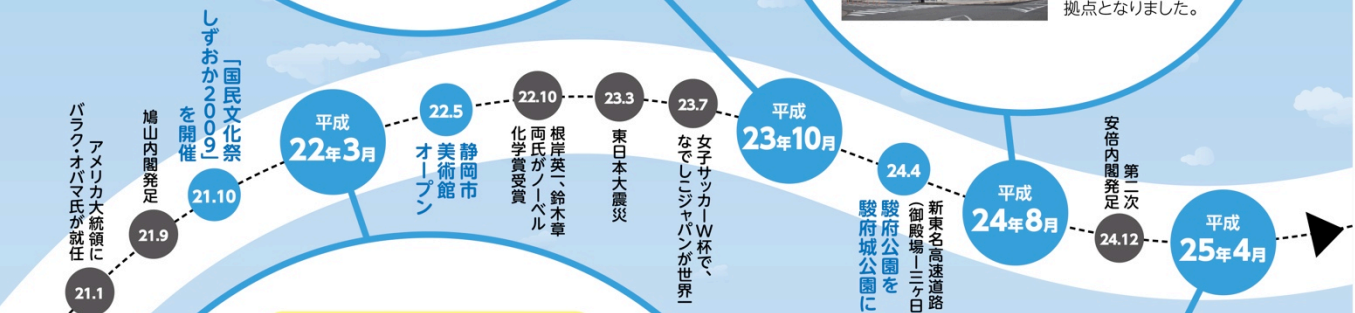 拠点となりました。
21.1
アメリカ大統領に
バラク・オバマ氏が就任
21.9
鳩山内閣発足
21.10
「国民文化祭
しずおか2009」
を開催
平成
22年3月
22.5
静岡市
美術館
オープン
22.10
根岸英一、鈴木章
両氏がノーベル
化学賞受賞
23.3
東日本大震災
23.7
女子サッカーW杯で、
なでしこジャパンが世界一
平成
23年10月
24.4
新東名高速道路
(御殿場ー三ヶ日
駿府公園を
駿府城公園に
平成
24年8月
24.12
第二次
安倍内閣発足
平成
25年4月